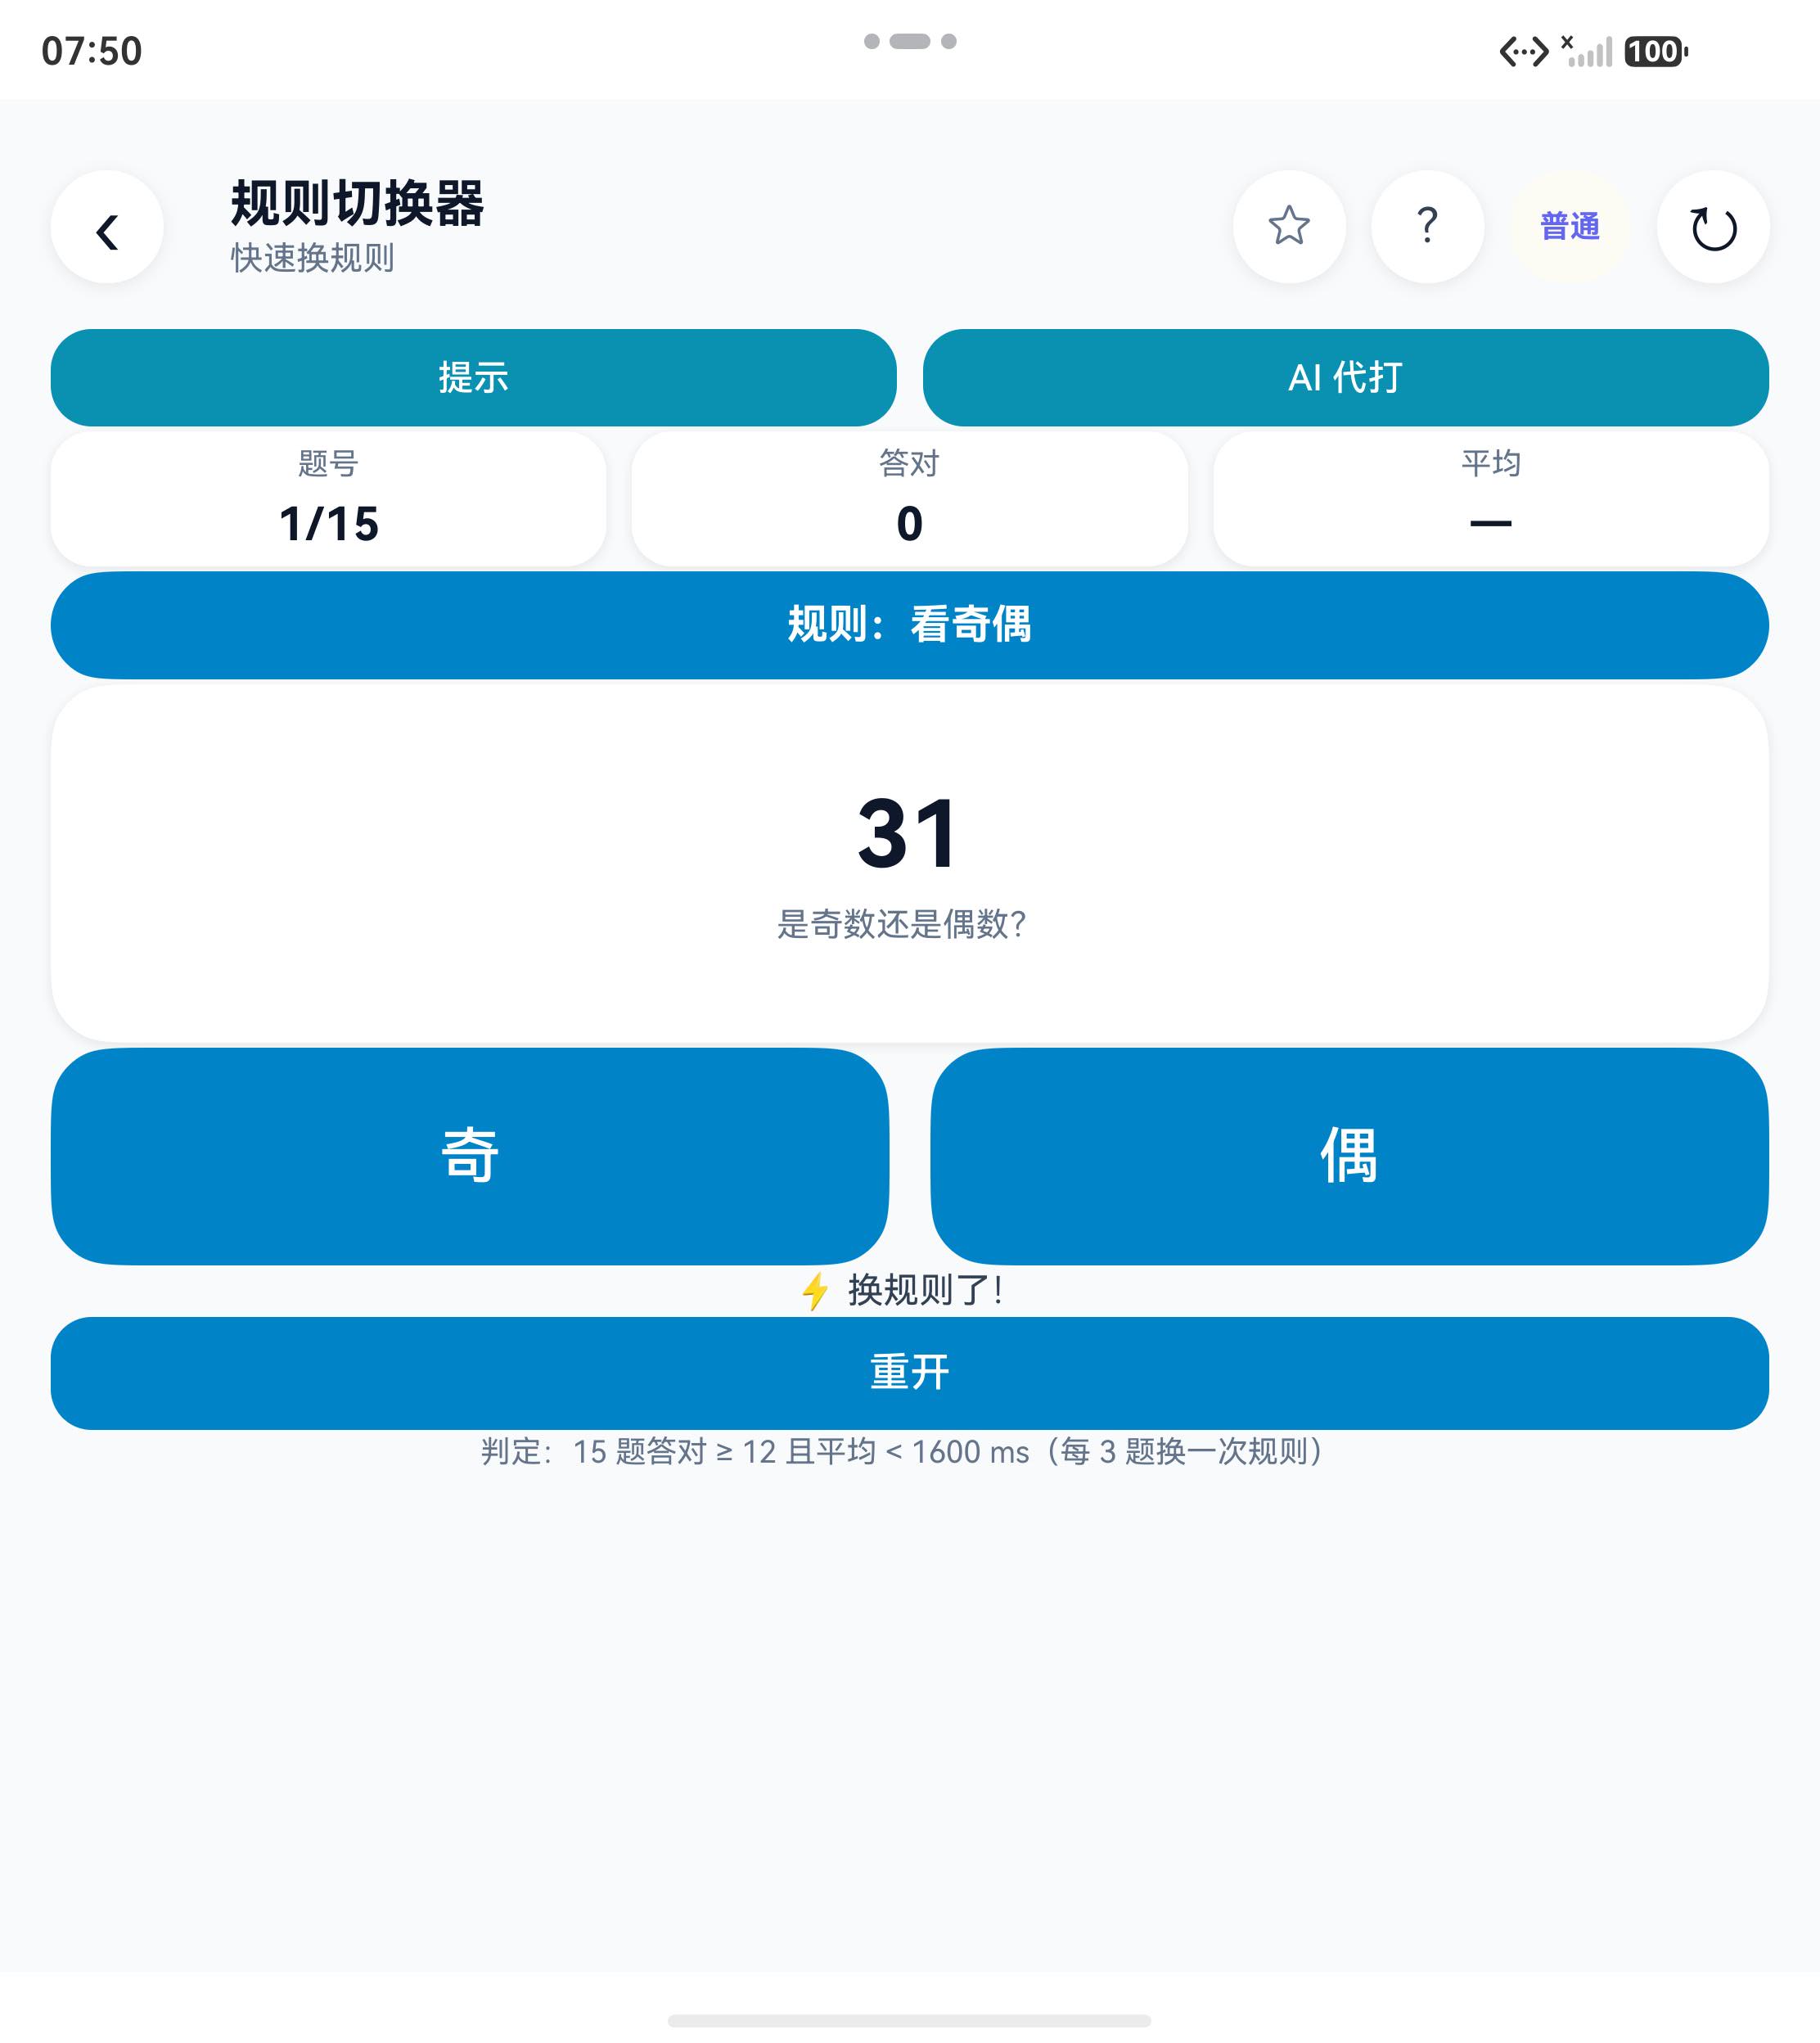 07:50
100
规则切换器
快速换规则
?
普通
提示
AI 代打
题号
1/15
答对
0
平均
—
规则：看奇偶
31
是奇数还是偶数？
奇
偶
⚡ 换规则了！
重开
判定：15 题答对 ≥ 12 且平均 < 1600 ms（每 3 题换一次规则）